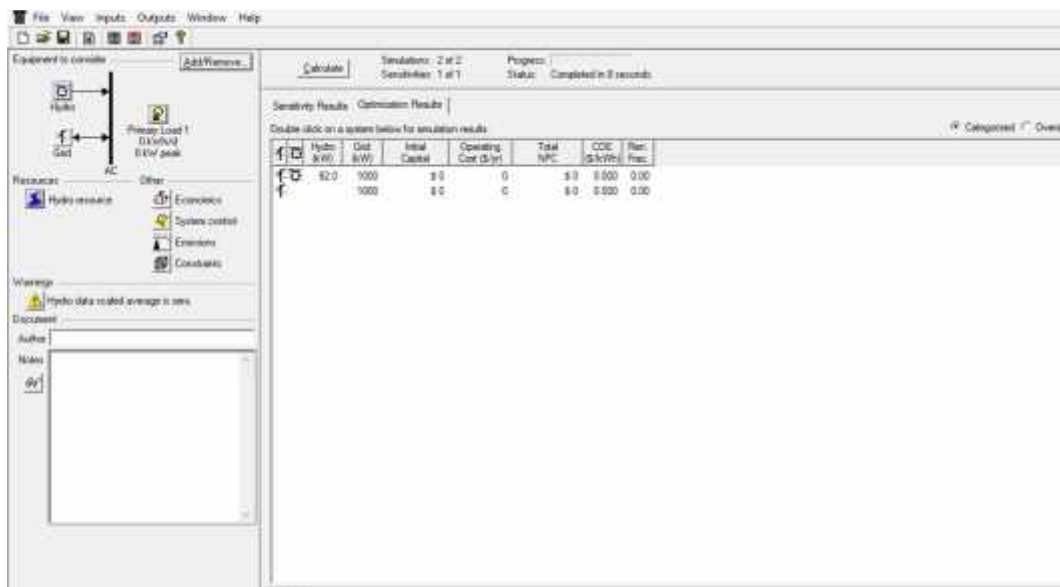 File View Inputs Outputs Window Help
Equipment to consider Add/Remove...
Hydro
Primary Load 1
0 kWh/d
0 kW peak
Grid
AC
Resources Other
Hydro resource Economics
System control
Emissions
Constraints
Warnings
Hydro data scaled average is zero.
Document
Author
Notes
Calculate Simulations: 2 of 2 Progress:
Sensitivities: 1 of 1 Status: Completed in 0 seconds.
Sensitivity Results Optimization Results
Double click on a system below for simulation results.
Categorized
Hydro (kW) Grid (kW) Initial Capital Operating Cost ($/yr) Total NPC COE ($/kWh) Ren. Frac.
62.0 1000 $ 0 0 $ 0 0.000 0.00
1000 $ 0 0 $ 0 0.000 0.00